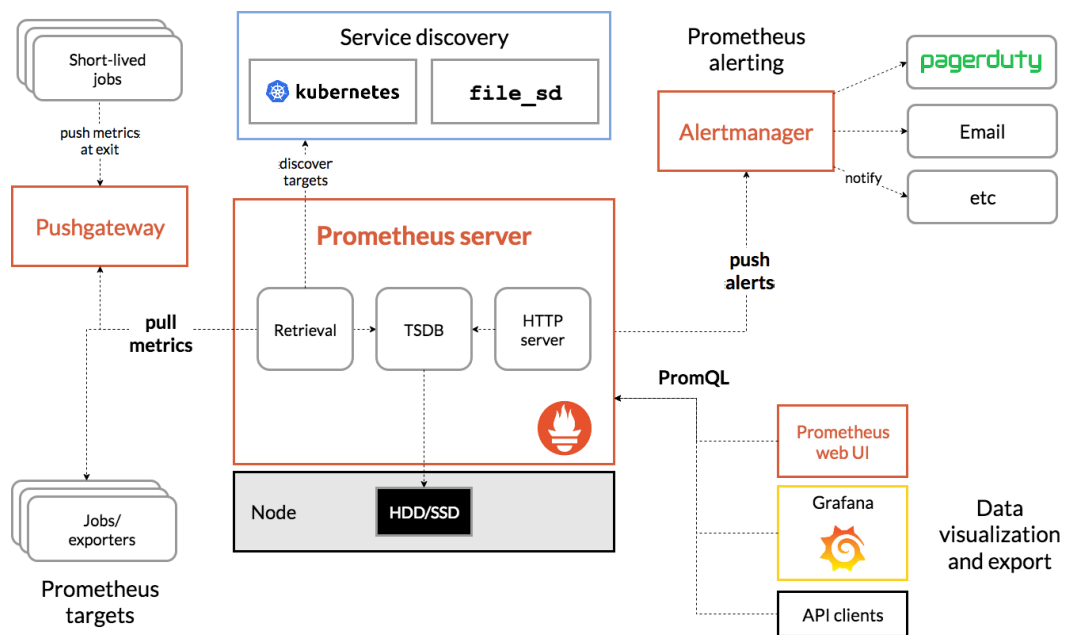 Short-lived
jobs
push metrics
at exit
Pushgateway
Service discovery
kubernetes
file_sd
discover
targets
Prometheus
alerting
Alertmanager
pagerduty
Email
notify
etc
Prometheus server
Retrieval
TSDB
HTTP
server
pull
metrics
push
alerts
PromQL
Node
HDD/SSD
Jobs/
exporters
Prometheus
targets
Prometheus
web UI
Grafana
API clients
Data
visualization
and export